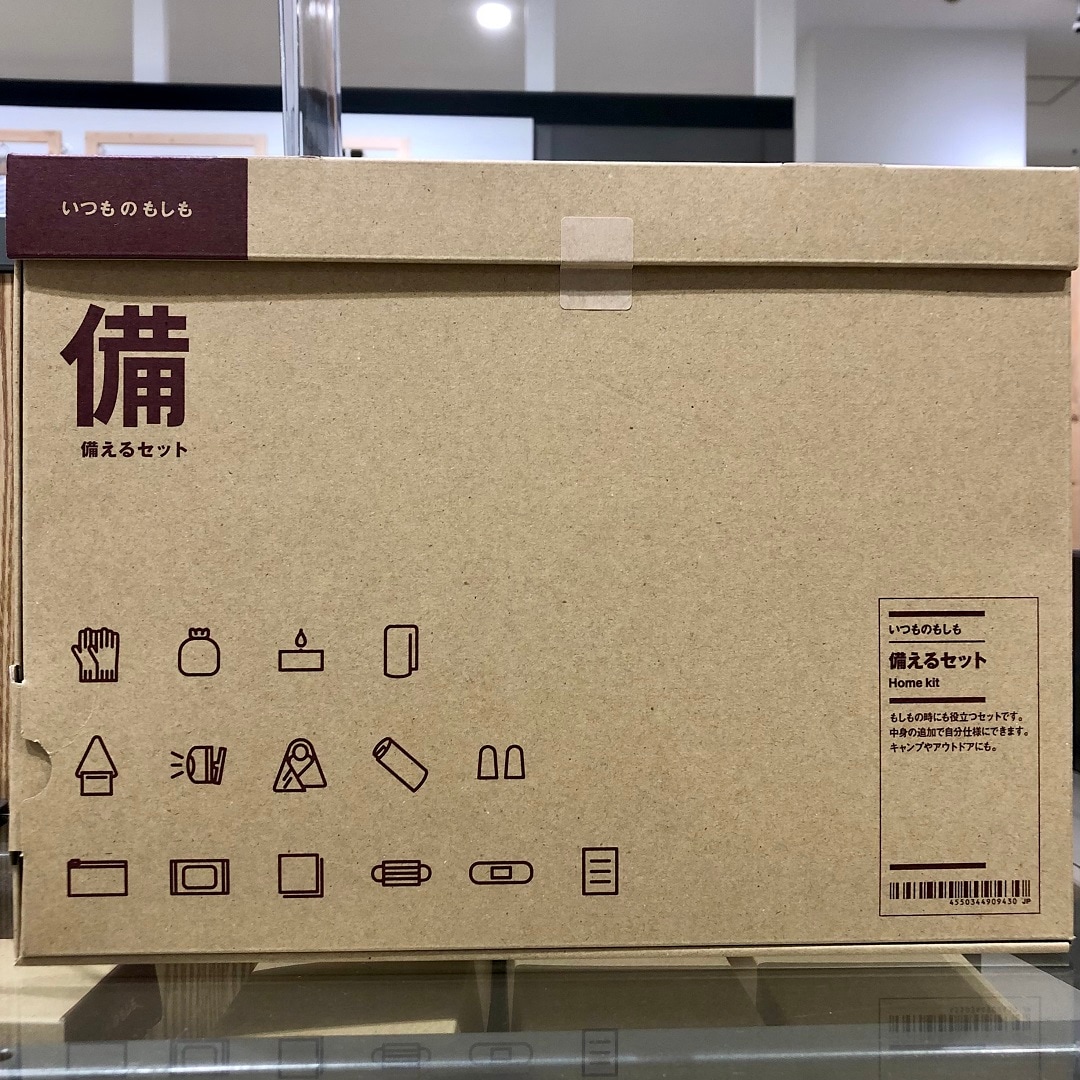 いつものもしも
備
備えるセット
いつものもしも
備えるセット
Home kit
もしもの時にも役立つセットです。
中身の追加で自分仕様にできます。
キャンプやアウトドアにも。
4550344909430 JP